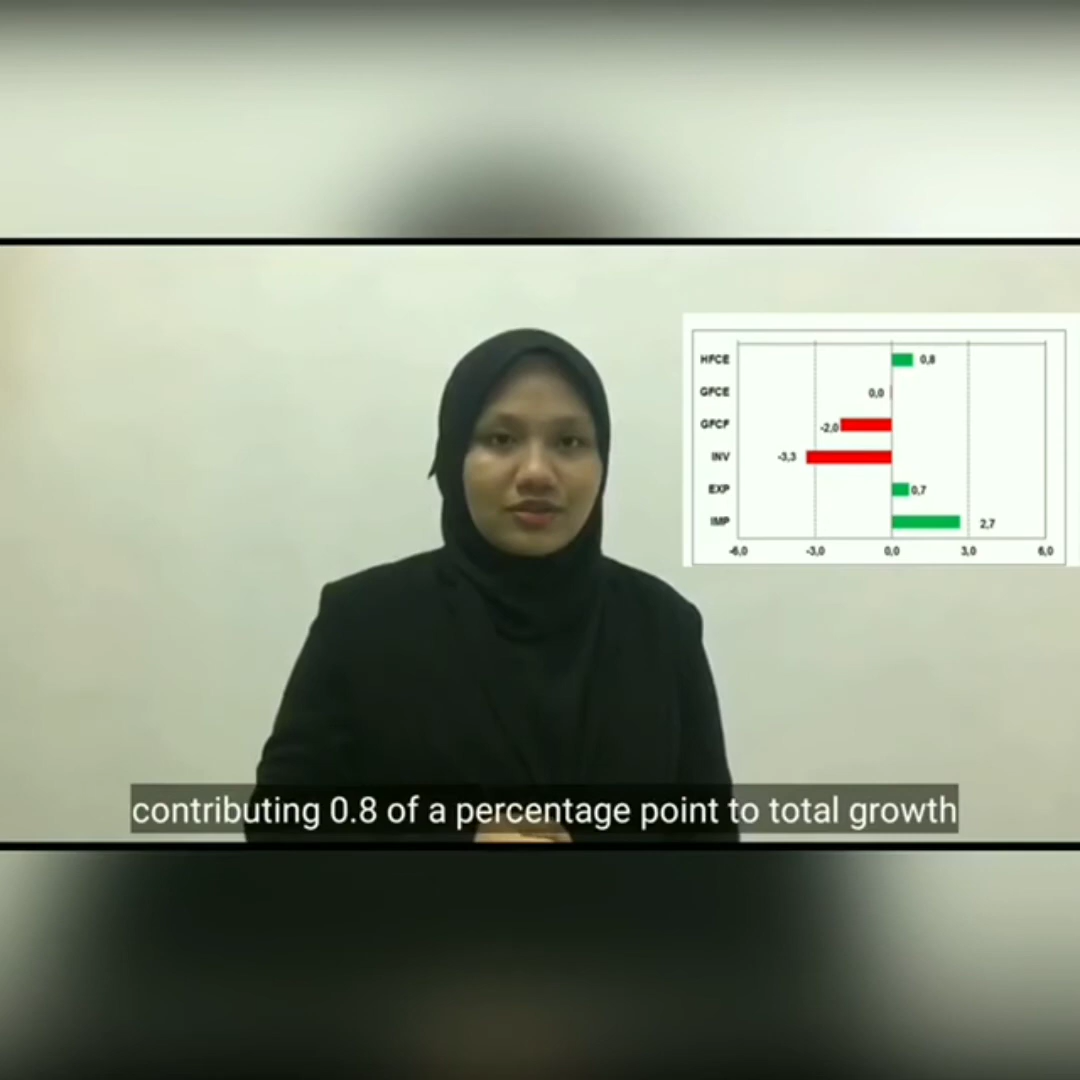 HFCE 0,8
GFCE 0,0
GFCF -2,0
INV -3,3
EXP 0,7
IMP 2,7
-6,0 -3,0 0,0 3,0 6,0
contributing 0.8 of a percentage point to total growth